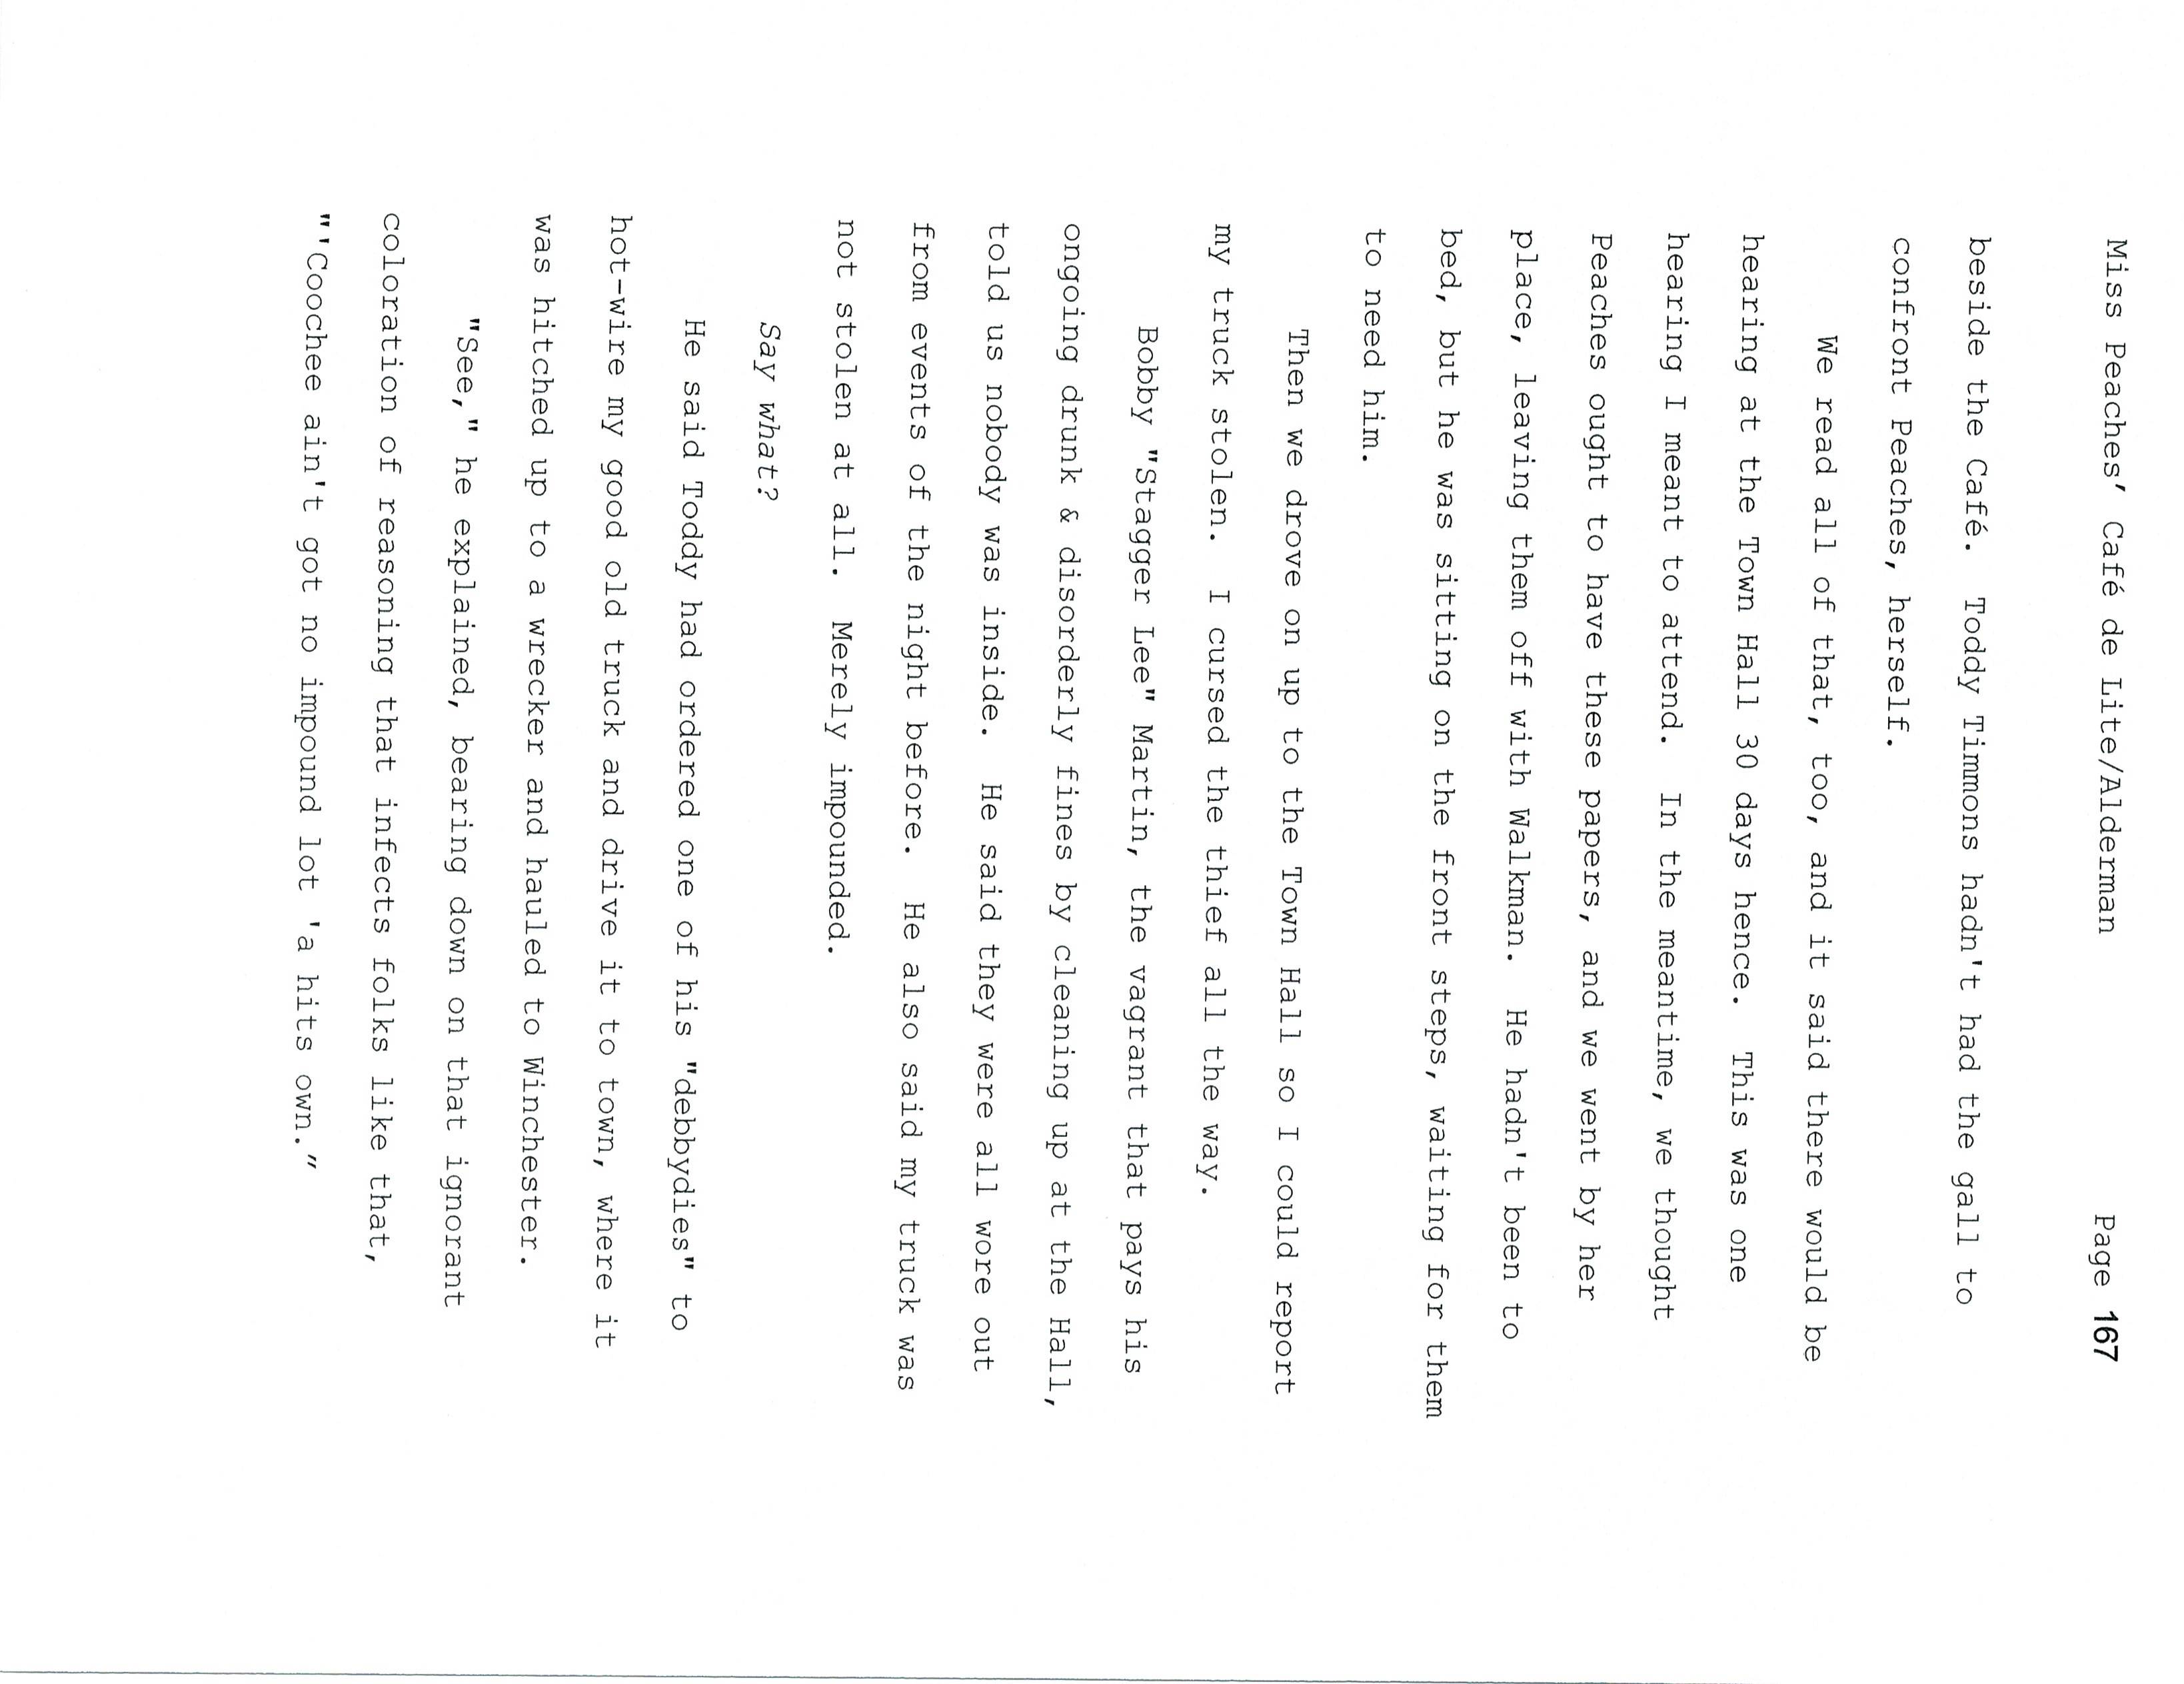 Miss Peaches’ Café de Lite/Alderman Page 167
beside the Café. Toddy Timmons hadn't had the gall to
confront Peaches, herself.
We read all of that, too, and it said there would be
hearing at the Town Hall 30 days hence. This was one
hearing I meant to attend. In the meantime, we thought
Peaches ought to have these papers, and we went by her
place, leaving them off with Walkman. He hadn't been to
bed, but he was sitting on the front steps, waiting for them
to need him.
Then we drove on up to the Town Hall so I could report
my truck stolen. I cursed the thief all the way.
Bobby "Stagger Lee" Martin, the vagrant that pays his
ongoing drunk & disorderly fines by cleaning up at the Hall,
told us nobody was inside. He said they were all wore out
from events of the night before. He also said my truck was
not stolen at all. Merely impounded.
Say what?
He said Toddy had ordered one of his "debbydies" to
hot-wire my good old truck and drive it to town, where it
was hitched up to a wrecker and hauled to Winchester.
"See," he explained, bearing down on that ignorant
coloration of reasoning that infects folks like that,
"'Coochee ain't got no impound lot 'a hits own.”